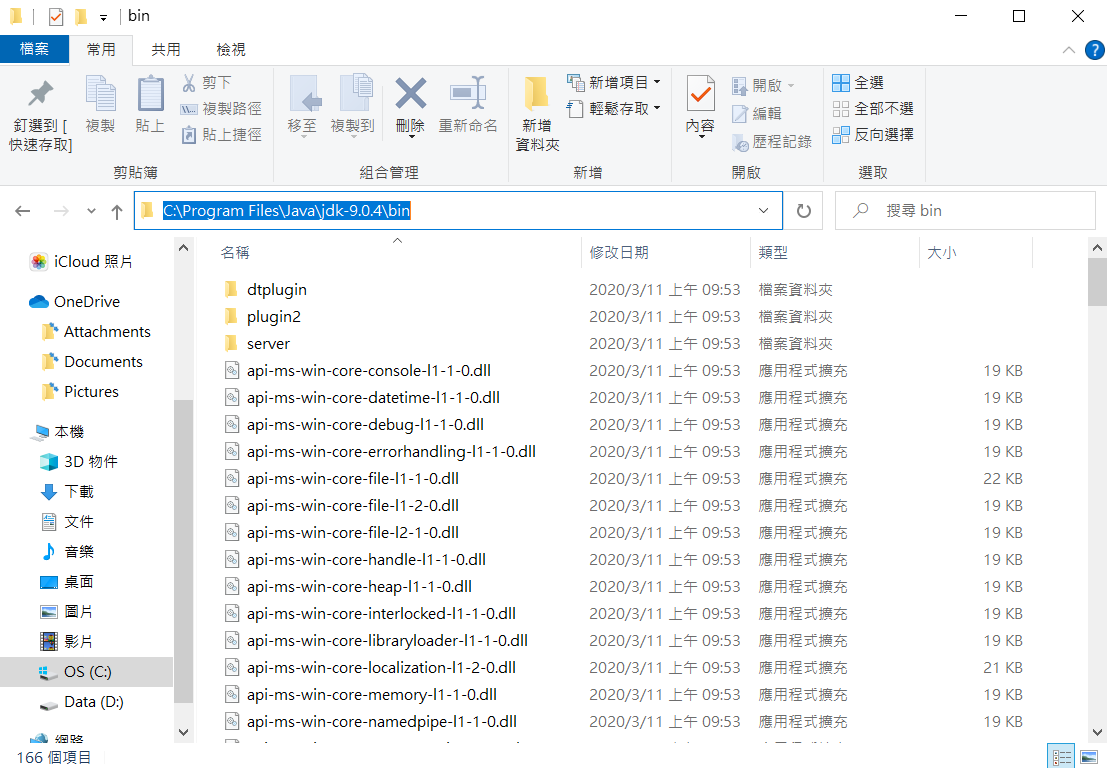 bin
檔案 常用 共用 檢視
釘選到 [
快速存取]
複製
貼上
剪下
複製路徑
貼上捷徑
剪貼簿
移至
複製到
刪除
重新命名
組合管理
新增
資料夾
新增項目
輕鬆存取
新增
內容
開啟
編輯
歷程記錄
開啟
全選
全部不選
反向選擇
選取
C:\Program Files\Java\jdk-9.0.4\bin
搜尋 bin
iCloud 照片
OneDrive
Attachments
Documents
Pictures
本機
3D 物件
下載
文件
音樂
桌面
圖片
影片
OS (C:)
Data (D:)
網路
名稱 修改日期 類型 大小
dtplugin 2020/3/11 上午 09:53 檔案資料夾
plugin2 2020/3/11 上午 09:53 檔案資料夾
server 2020/3/11 上午 09:53 檔案資料夾
api-ms-win-core-console-l1-1-0.dll 2020/3/11 上午 09:53 應用程式擴充 19 KB
api-ms-win-core-datetime-l1-1-0.dll 2020/3/11 上午 09:53 應用程式擴充 19 KB
api-ms-win-core-debug-l1-1-0.dll 2020/3/11 上午 09:53 應用程式擴充 19 KB
api-ms-win-core-errorhandling-l1-1-0.dll 2020/3/11 上午 09:53 應用程式擴充 19 KB
api-ms-win-core-file-l1-1-0.dll 2020/3/11 上午 09:53 應用程式擴充 22 KB
api-ms-win-core-file-l1-2-0.dll 2020/3/11 上午 09:53 應用程式擴充 19 KB
api-ms-win-core-file-l2-1-0.dll 2020/3/11 上午 09:53 應用程式擴充 19 KB
api-ms-win-core-handle-l1-1-0.dll 2020/3/11 上午 09:53 應用程式擴充 19 KB
api-ms-win-core-heap-l1-1-0.dll 2020/3/11 上午 09:53 應用程式擴充 19 KB
api-ms-win-core-interlocked-l1-1-0.dll 2020/3/11 上午 09:53 應用程式擴充 19 KB
api-ms-win-core-libraryloader-l1-1-0.dll 2020/3/11 上午 09:53 應用程式擴充 19 KB
api-ms-win-core-localization-l1-2-0.dll 2020/3/11 上午 09:53 應用程式擴充 21 KB
api-ms-win-core-memory-l1-1-0.dll 2020/3/11 上午 09:53 應用程式擴充 19 KB
api-ms-win-core-namedpipe-l1-1-0.dll 2020/3/11 上午 09:53 應用程式擴充 19 KB
166 個項目